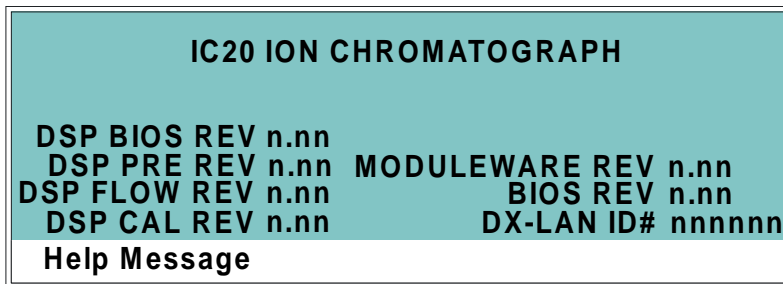 IC20 ION CHROMATOGRAPH
DSP BIOS REV n.nn
DSP PRE REV n.nn MODULEWARE REV n.nn
DSP FLOW REV n.nn BIOS REV n.nn
DSP CAL REV n.nn DX-LAN ID# nnnnnn
Help Message